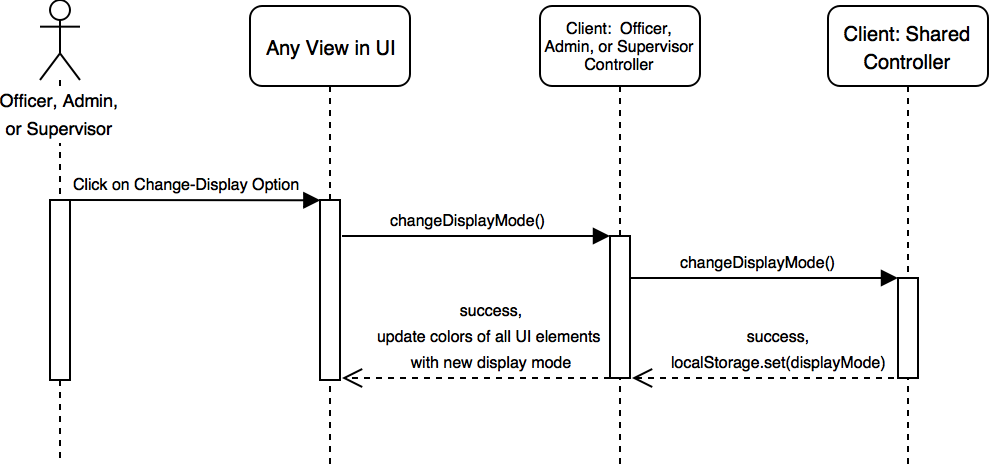 Officer, Admin,
or Supervisor
Any View in UI
Client:  Officer,
Admin, or Supervisor
Controller
Client: Shared
Controller
Click on Change-Display Option
changeDisplayMode()
changeDisplayMode()
success,
update colors of all UI elements
with new display mode
success,
localStorage.set(displayMode)